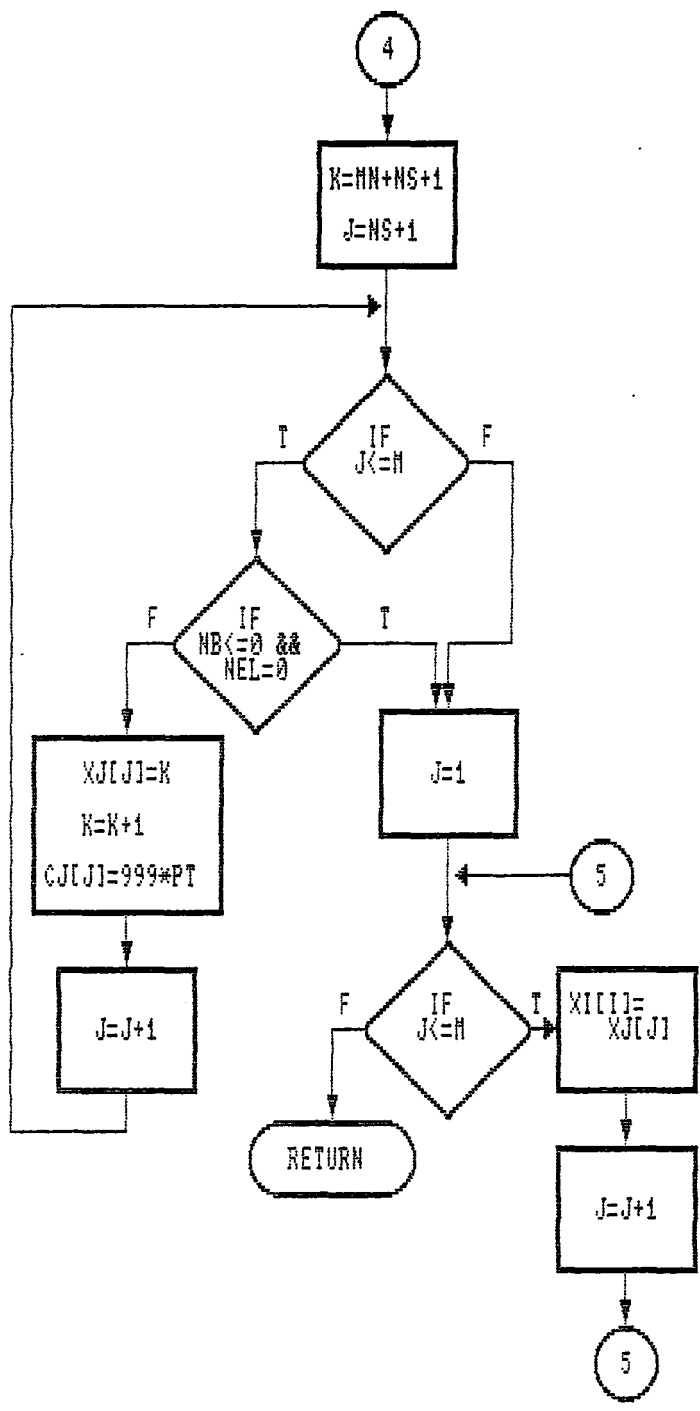 4
K=MN+NS+1
J=NS+1
T
IF
J<=M
F
F
IF
NB<=0 &&
NEL=0
T
XJ[J]=K
K=K+1
CJ[J]=999*PT
J=1
5
J=J+1
F
IF
J<=M
T
XI[I]=
XJ[J]
RETURN
J=J+1
5